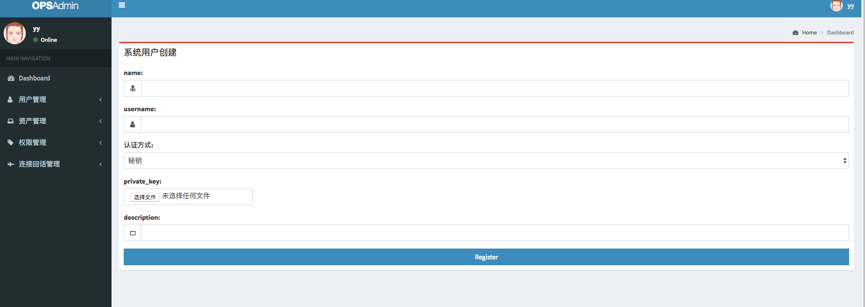 OPSAdmin
yy
yy
Online
Home > Dashboard
MAIN NAVIGATION
Dashboard
用户管理
资产管理
权限管理
连接回话管理
系统用户创建
name:
username:
认证方式:
秘钥
private_key:
选择文件 未选择任何文件
description:
Register